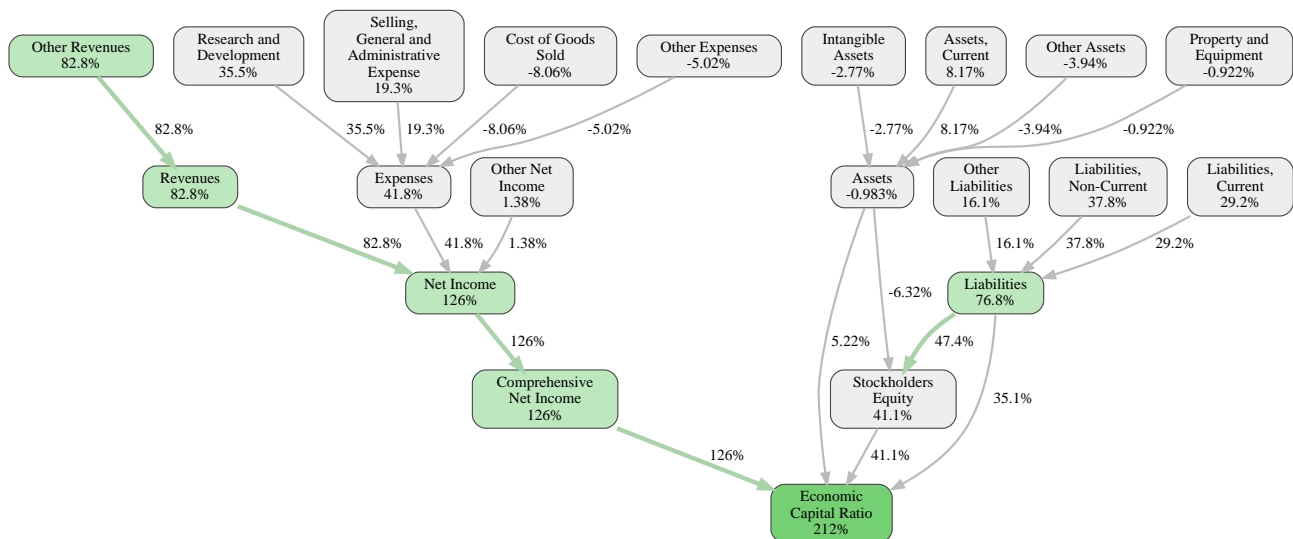 Other Revenues
82.8%
Research and
Development
35.5%
Selling,
General and
Administrative
Expense
19.3%
Cost of Goods
Sold
-8.06%
Other Expenses
-5.02%
Intangible
Assets
-2.77%
Assets,
Current
8.17%
Other Assets
-3.94%
Property and
Equipment
-0.922%
82.8%
35.5%
19.3%
-8.06%
-5.02%
-2.77%
8.17%
-3.94%
-0.922%
Revenues
82.8%
Expenses
41.8%
Other Net
Income
1.38%
Assets
-0.983%
Other
Liabilities
16.1%
Liabilities,
Non-Current
37.8%
Liabilities,
Current
29.2%
82.8%
41.8%
1.38%
16.1%
37.8%
29.2%
Net Income
126%
-6.32%
Liabilities
76.8%
126%
5.22%
47.4%
Comprehensive
Net Income
126%
Stockholders
Equity
41.1%
35.1%
126%
41.1%
Economic
Capital Ratio
212%